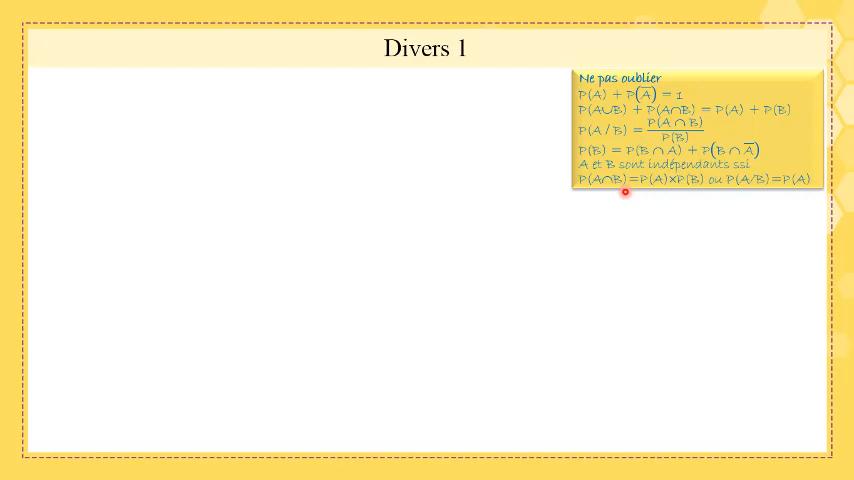 Divers 1
Ne pas oublier
P(A) + P(A̅) = 1
P(A∪B) + P(A∩B) = P(A) + P(B)
P(A / B) = P(A ∩ B) / P(B)
P(B) = P(B ∩ A) + P(B ∩ A̅)
A et B sont indépendants ssi
P(A∩B)=P(A)×P(B) ou P(A/B)=P(A)